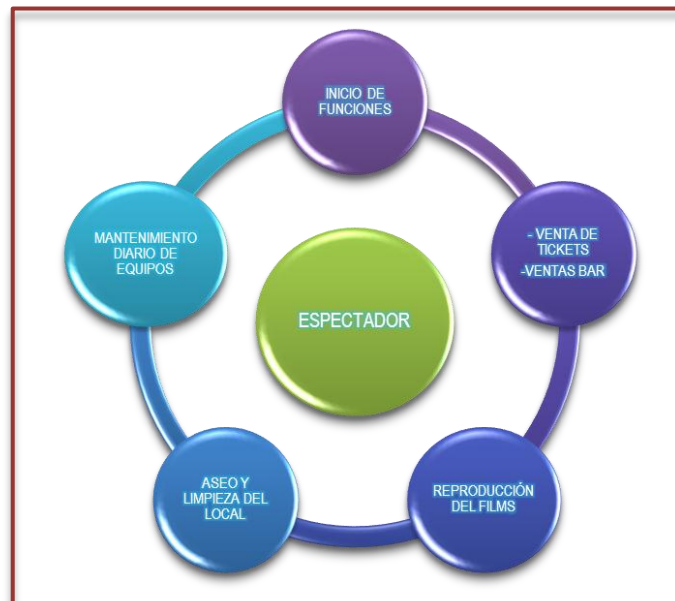 INICIO DE
FUNCIONES
- VENTA DE
TICKETS
-VENTAS BAR
REPRODUCCIÓN
DEL FILMS
ASEO Y
LIMPIEZA DEL
LOCAL
MANTENIMIENTO
DIARIO DE
EQUIPOS
ESPECTADOR